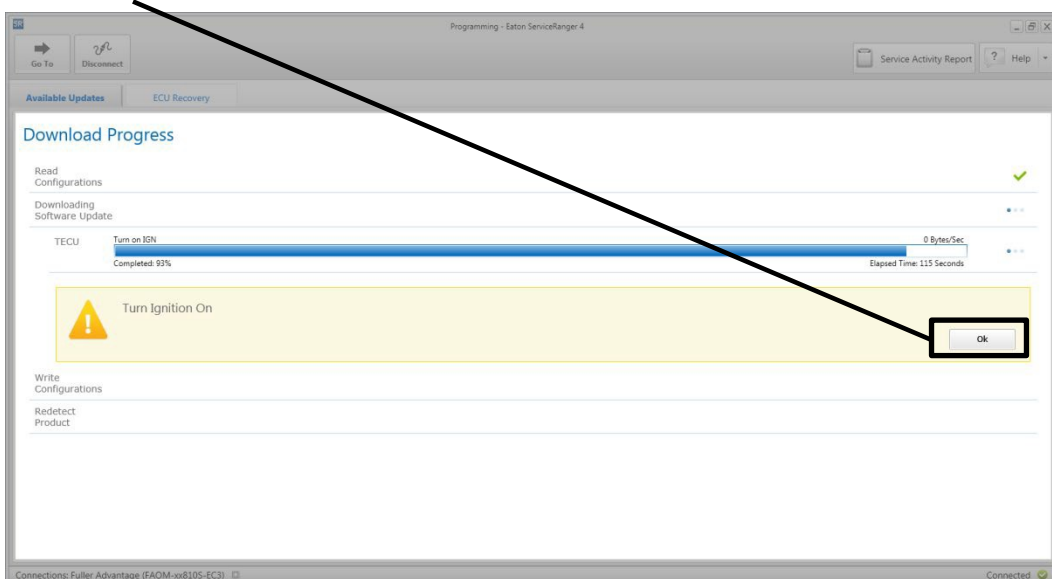 SR
Programming - Eaton ServiceRanger 4
Go To
Disconnect
Service Activity Report
? Help
Available Updates
ECU Recovery
Download Progress
Read
Configurations
Downloading
Software Update
TECU
Turn on IGN
0 Bytes/Sec
Completed: 93%
Elapsed Time: 115 Seconds
Turn Ignition On
Ok
Write
Configurations
Redetect
Product
Connections: Fuller Advantage (FAOM-xx810S-EC3)
Connected